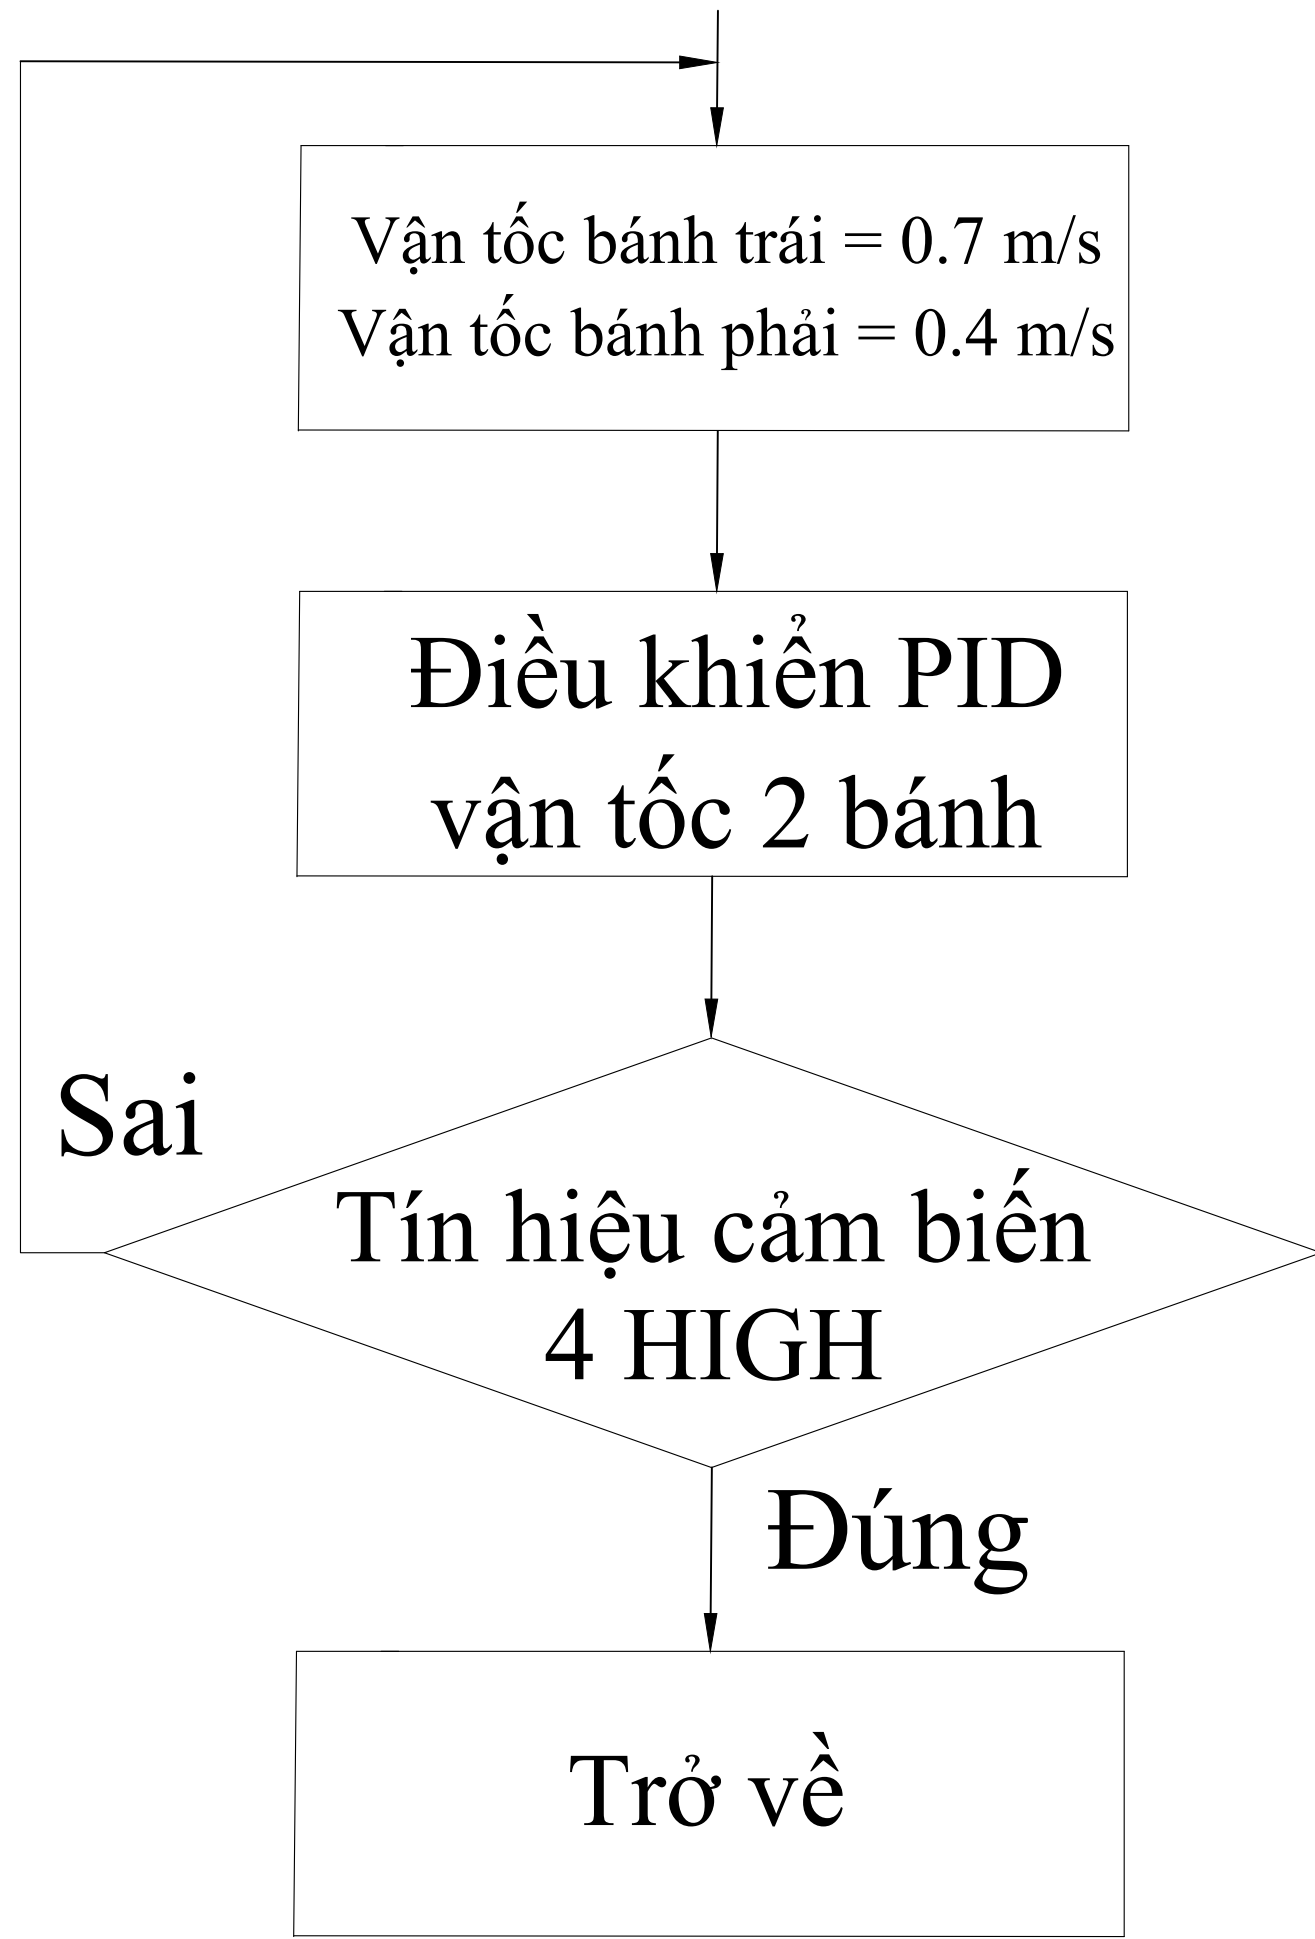 Vận tốc bánh trái = 0.7 m/s
Vận tốc bánh phải = 0.4 m/s
Điều khiển PID
vận tốc 2 bánh
Sai
Tín hiệu cảm biến
4 HIGH
Đúng
Trở về